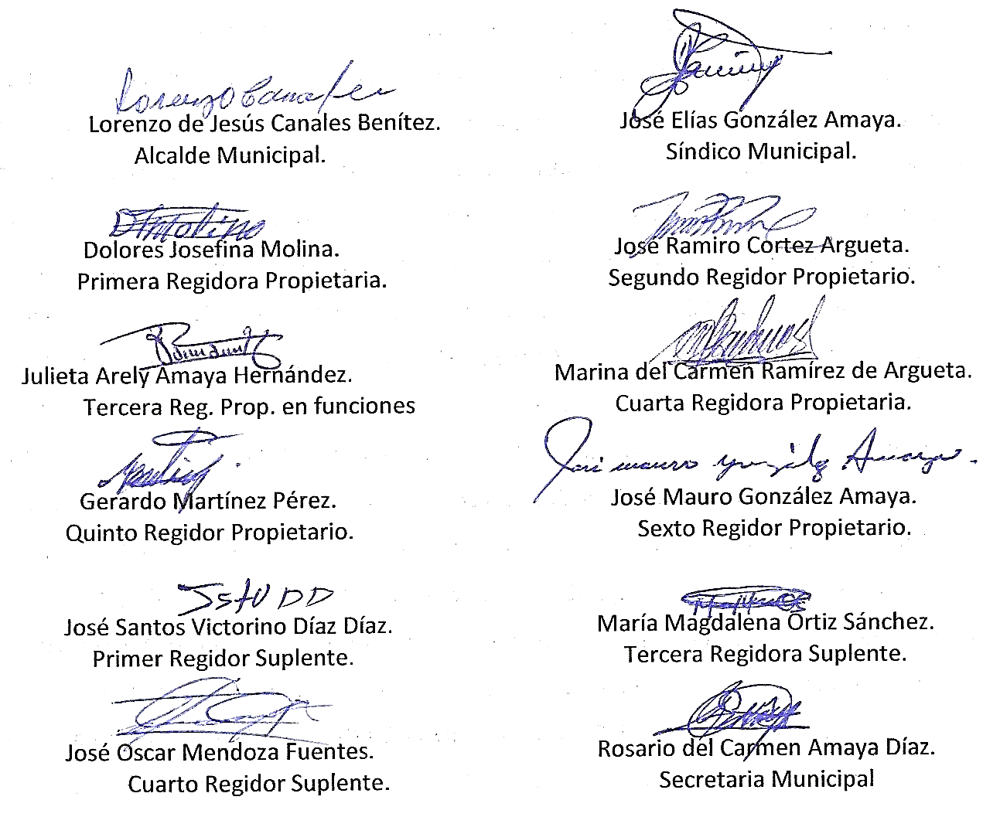 Lorenzo Canales
Lorenzo de Jesús Canales Benítez.
Alcalde Municipal.
José Elías González Amaya.
Síndico Municipal.
DMolina
Dolores Josefina Molina.
Primera Regidora Propietaria.
José Ramiro Cortez Argueta.
Segundo Regidor Propietario.
Julieta Arely Amaya Hernández.
Tercera Reg. Prop. en funciones
Marina del Carmen Ramírez de Argueta.
Cuarta Regidora Propietaria.
Gerardo Martínez Pérez.
Quinto Regidor Propietario.
José mauro González Amaya.
José Mauro González Amaya.
Sexto Regidor Propietario.
José Santos Victorino Díaz Díaz.
Primer Regidor Suplente.
María Magdalena Ortiz Sánchez.
Tercera Regidora Suplente.
José Oscar Mendoza Fuentes.
Cuarto Regidor Suplente.
Rosario del Carmen Amaya Díaz.
Secretaria Municipal